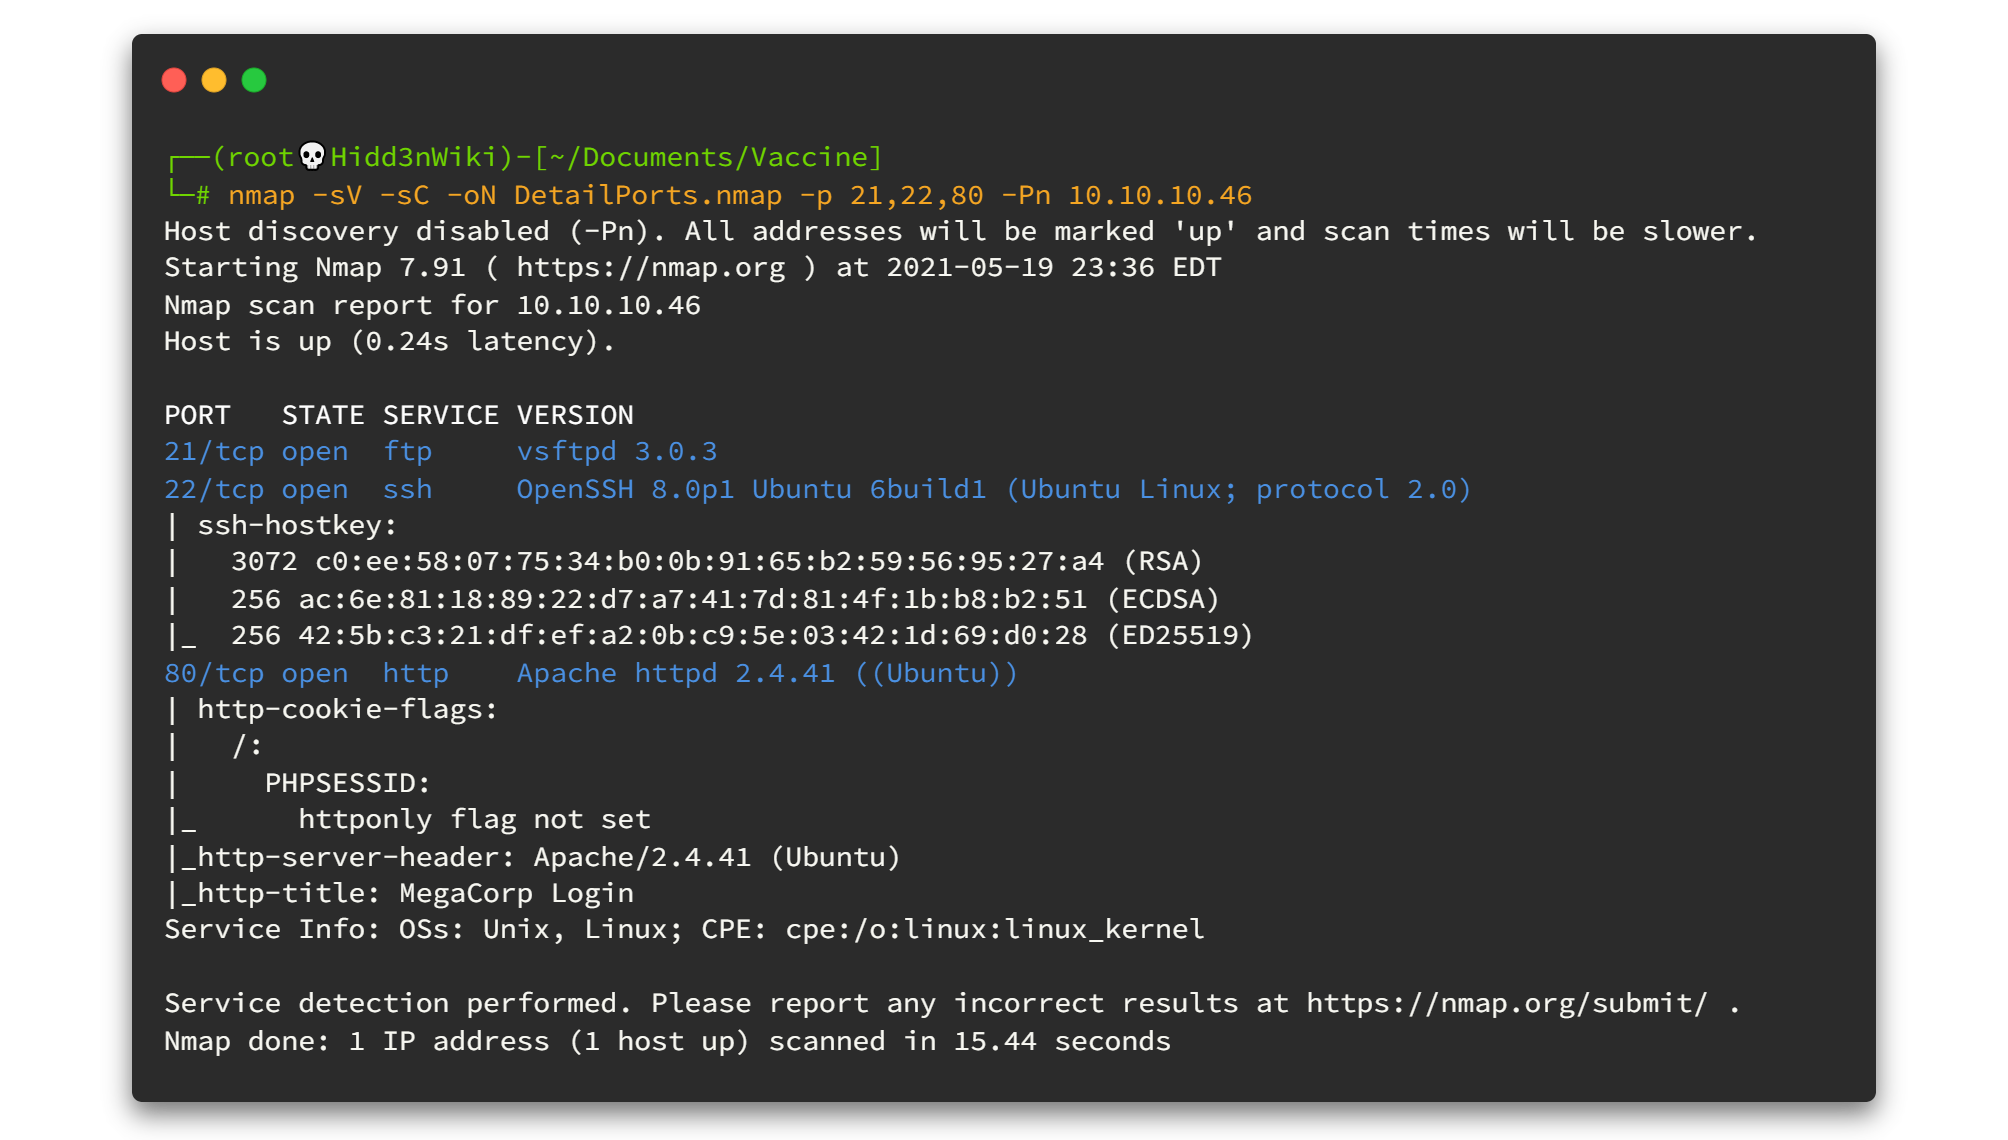 ┌──(root💀Hidd3nWiki)-[~/Documents/Vaccine]
└─# nmap -sV -sC -oN DetailPorts.nmap -p 21,22,80 -Pn 10.10.10.46
Host discovery disabled (-Pn). All addresses will be marked 'up' and scan times will be slower.
Starting Nmap 7.91 ( https://nmap.org ) at 2021-05-19 23:36 EDT
Nmap scan report for 10.10.10.46
Host is up (0.24s latency).

PORT   STATE SERVICE VERSION
21/tcp open  ftp     vsftpd 3.0.3
22/tcp open  ssh     OpenSSH 8.0p1 Ubuntu 6build1 (Ubuntu Linux; protocol 2.0)
| ssh-hostkey:
|   3072 c0:ee:58:07:75:34:b0:0b:91:65:b2:59:56:95:27:a4 (RSA)
|   256 ac:6e:81:18:89:22:d7:a7:41:7d:81:4f:1b:b8:b2:51 (ECDSA)
|_  256 42:5b:c3:21:df:ef:a2:0b:c9:5e:03:42:1d:69:d0:28 (ED25519)
80/tcp open  http    Apache httpd 2.4.41 ((Ubuntu))
| http-cookie-flags:
|   /:
|     PHPSESSID:
|_      httponly flag not set
|_http-server-header: Apache/2.4.41 (Ubuntu)
|_http-title: MegaCorp Login
Service Info: OSs: Unix, Linux; CPE: cpe:/o:linux:linux_kernel

Service detection performed. Please report any incorrect results at https://nmap.org/submit/ .
Nmap done: 1 IP address (1 host up) scanned in 15.44 seconds